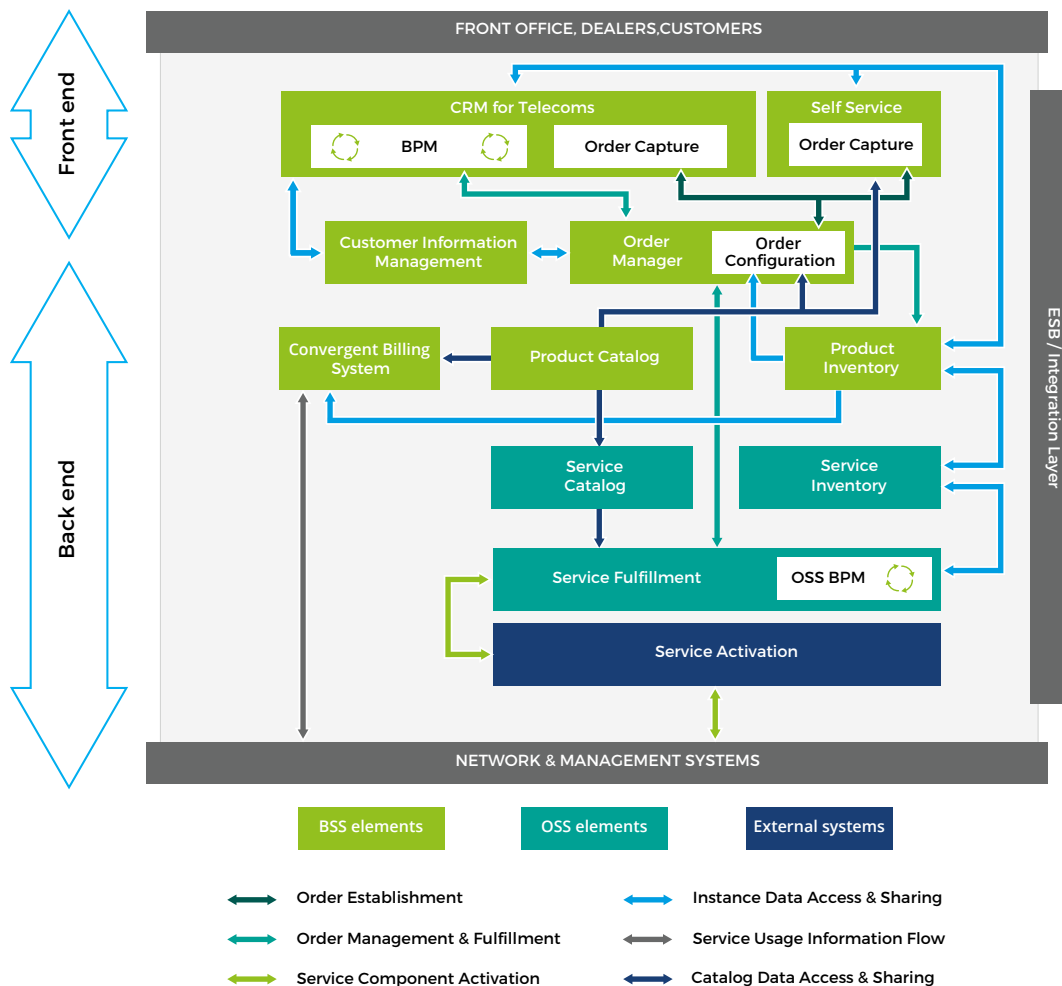 FRONT OFFICE, DEALERS,CUSTOMERS
Front end
CRM for Telecoms
BPM
Order Capture
Self Service
Order Capture
Customer Information
Management
Order
Manager
Order
Configuration
ESB / Integration Layer
Back end
Convergent Billing
System
Product Catalog
Product
Inventory
Service
Catalog
Service
Inventory
Service Fulfillment
OSS BPM
Service Activation
NETWORK & MANAGEMENT SYSTEMS
BSS elements
OSS elements
External systems
Order Establishment
Instance Data Access & Sharing
Order Management & Fulfillment
Service Usage Information Flow
Service Component Activation
Catalog Data Access & Sharing